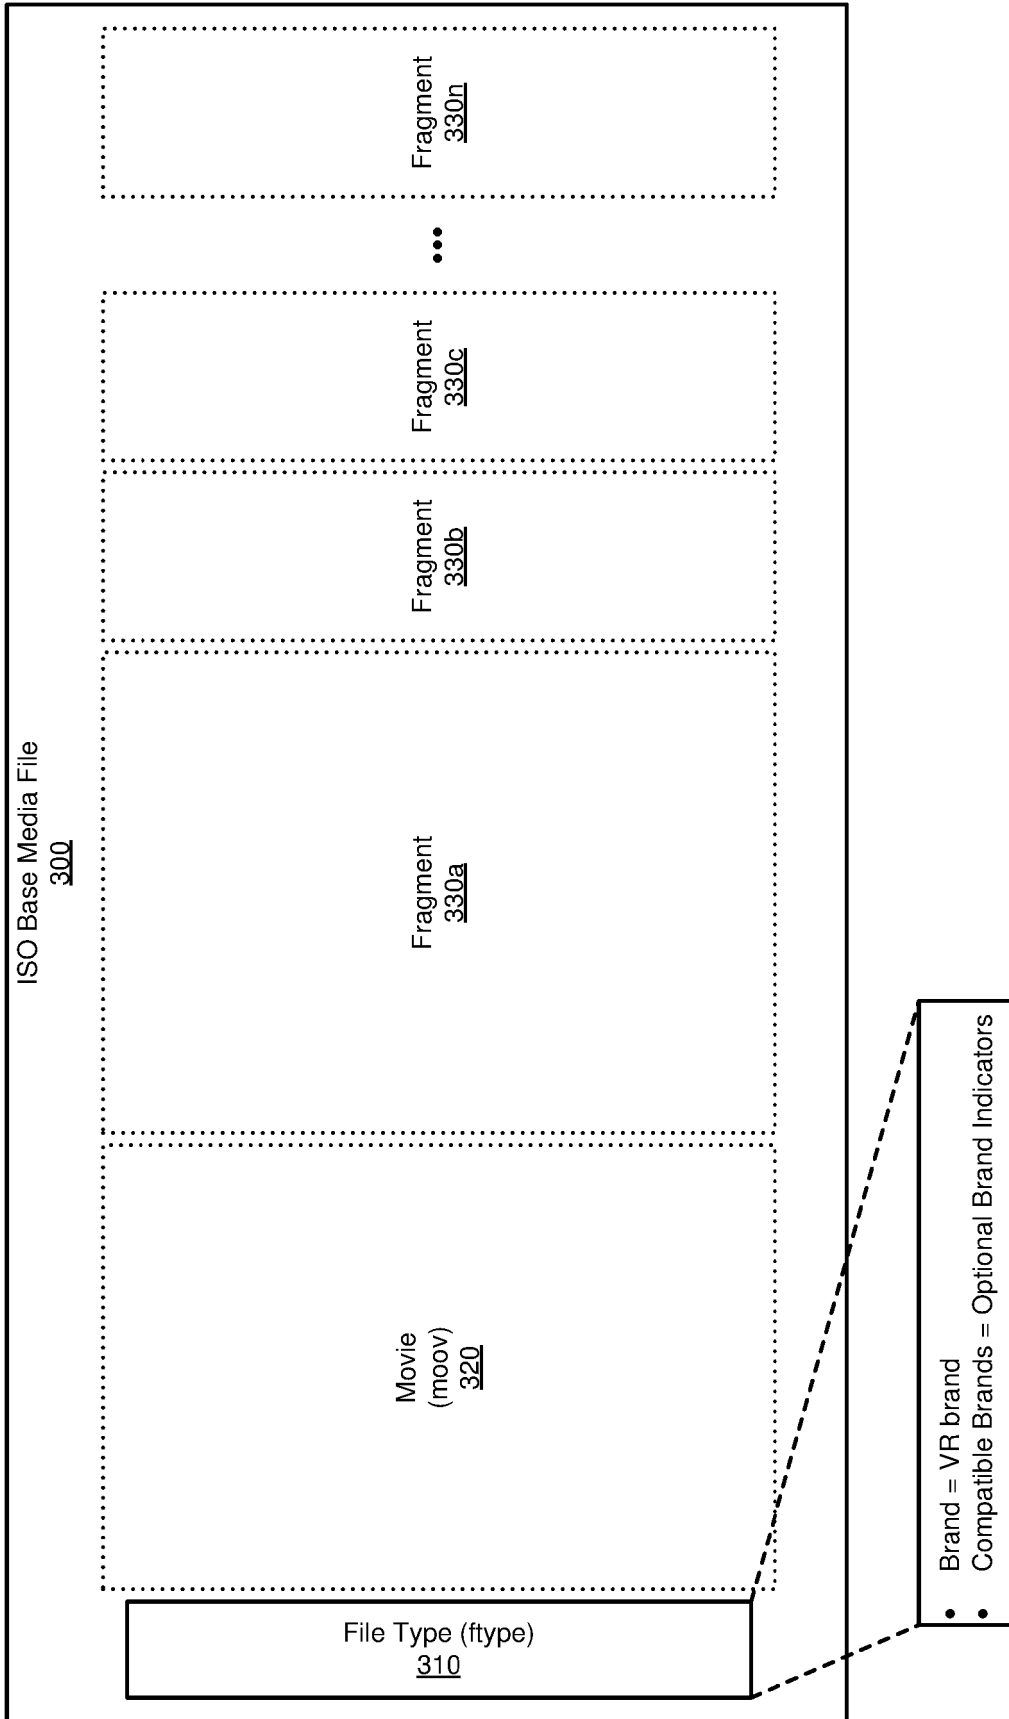 ISO Base Media File
300
File Type (ftype)
310
Movie
(moov)
320
Fragment
330a
Fragment
330b
Fragment
330c
•••
Fragment
330n
• Brand = VR brand
• Compatible Brands = Optional Brand Indicators